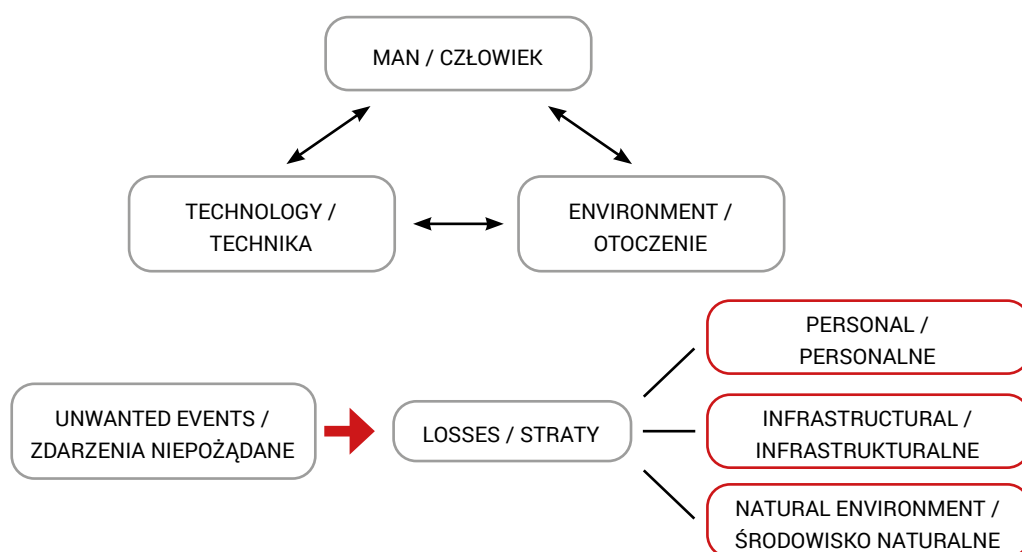 MAN / CZŁOWIEK
TECHNOLOGY /
TECHNIKA
ENVIRONMENT /
OTOCZENIE
UNWANTED EVENTS /
ZDARZENIA NIEPOŻĄDANE
LOSSES / STRATY
PERSONAL /
PERSONALNE
INFRASTRUCTURAL /
INFRASTRUKTURALNE
NATURAL ENVIRONMENT /
ŚRODOWISKO NATURALNE